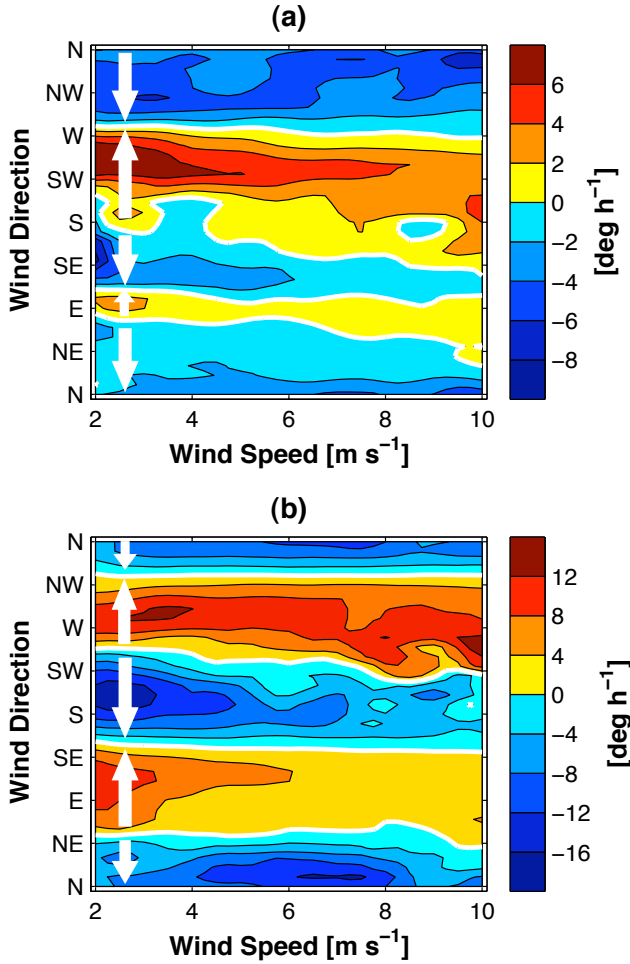 (a)
N
NW
W
SW
S
SE
E
NE
N
Wind Direction
2 4 6 8 10
Wind Speed [m s⁻¹]
6
4
2
0
−2
−4
−6
−8
[deg h⁻¹]
(b)
N
NW
W
SW
S
SE
E
NE
N
Wind Direction
2 4 6 8 10
Wind Speed [m s⁻¹]
12
8
4
0
−4
−8
−12
−16
[deg h⁻¹]